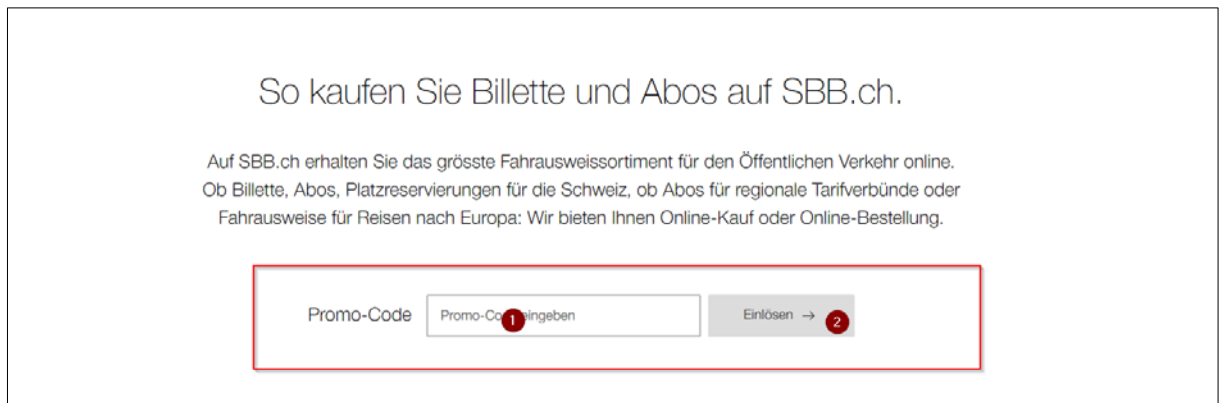 So kaufen Sie Billette und Abos auf SBB.ch.
Auf SBB.ch erhalten Sie das grösste Fahrausweissortiment für den Öffentlichen Verkehr online.
Ob Billette, Abos, Platzreservierungen für die Schweiz, ob Abos für regionale Tarifverbünde oder
Fahrausweise für Reisen nach Europa: Wir bieten Ihnen Online-Kauf oder Online-Bestellung.
Promo-Code Promo-Code eingeben 1 Einlösen → 2